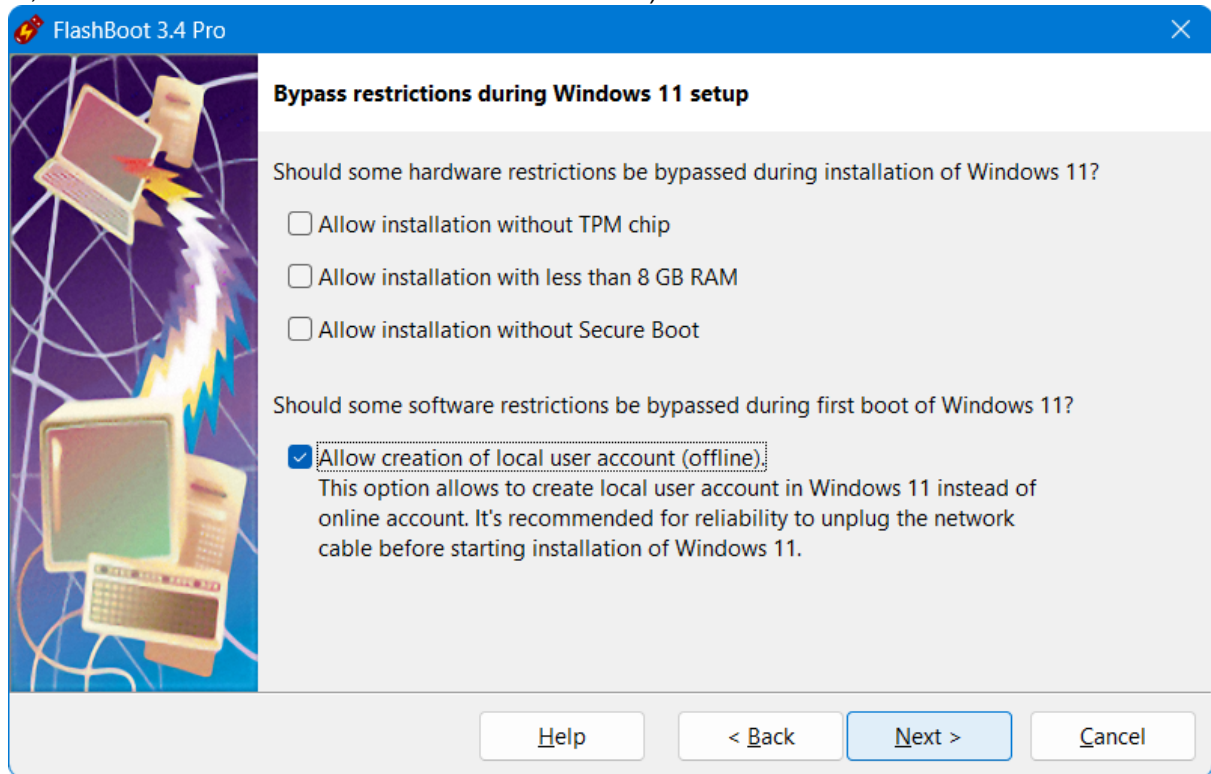 FlashBoot 3.4 Pro
Bypass restrictions during Windows 11 setup
Should some hardware restrictions be bypassed during installation of Windows 11?
Allow installation without TPM chip
Allow installation with less than 8 GB RAM
Allow installation without Secure Boot
Should some software restrictions be bypassed during first boot of Windows 11?
Allow creation of local user account (offline).
This option allows to create local user account in Windows 11 instead of
online account. It's recommended for reliability to unplug the network
cable before starting installation of Windows 11.
Help < Back Next > Cancel